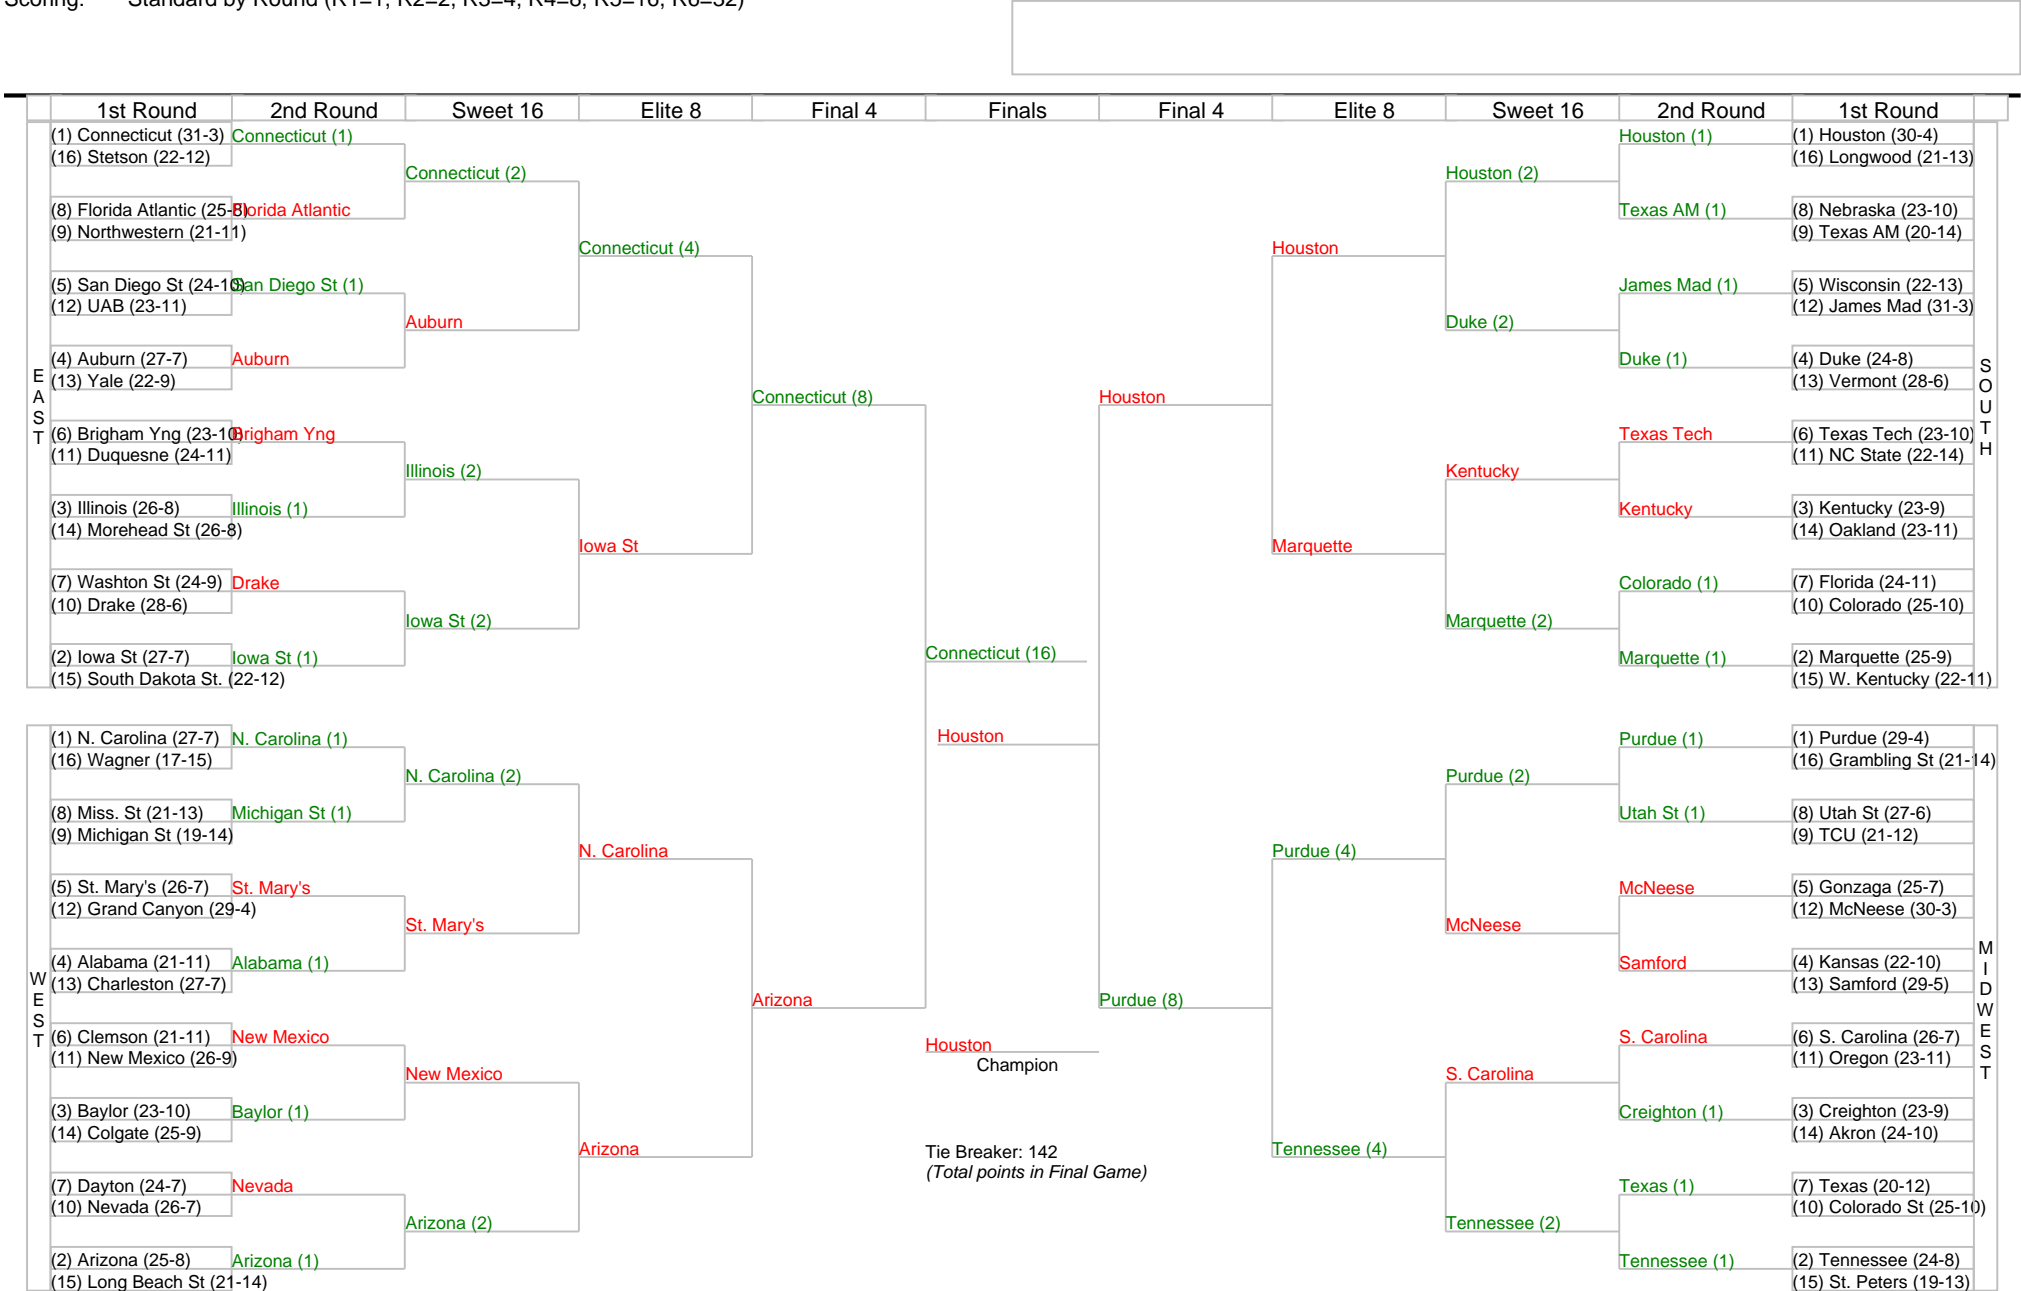 Scoring: Standard by Round (R1=1, R2=2, R3=4, R4=8, R5=16, R6=32)
1st Round 2nd Round Sweet 16 Elite 8 Final 4 Finals Final 4 Elite 8 Sweet 16 2nd Round 1st Round
EAST
(1) Connecticut (31-3)
(16) Stetson (22-12)
(8) Florida Atlantic (25-8)
(9) Northwestern (21-11)
(5) San Diego St (24-10)
(12) UAB (23-11)
(4) Auburn (27-7)
(13) Yale (22-9)
(6) Brigham Yng (23-10)
(11) Duquesne (24-11)
(3) Illinois (26-8)
(14) Morehead St (26-8)
(7) Washton St (24-9)
(10) Drake (28-6)
(2) Iowa St (27-7)
(15) South Dakota St. (22-12)
Connecticut (1)
Florida Atlantic
San Diego St (1)
Auburn
Brigham Yng
Illinois (1)
Drake
Iowa St (1)
Connecticut (2)
Auburn
Illinois (2)
Iowa St (2)
Connecticut (4)
Iowa St
Connecticut (8)
WEST
(1) N. Carolina (27-7)
(16) Wagner (17-15)
(8) Miss. St (21-13)
(9) Michigan St (19-14)
(5) St. Mary's (26-7)
(12) Grand Canyon (29-4)
(4) Alabama (21-11)
(13) Charleston (27-7)
(6) Clemson (21-11)
(11) New Mexico (26-9)
(3) Baylor (23-10)
(14) Colgate (25-9)
(7) Dayton (24-7)
(10) Nevada (26-7)
(2) Arizona (25-8)
(15) Long Beach St (21-14)
N. Carolina (1)
Michigan St (1)
St. Mary's
Alabama (1)
New Mexico
Baylor (1)
Nevada
Arizona (1)
N. Carolina (2)
St. Mary's
New Mexico
Arizona (2)
N. Carolina
Arizona
Arizona
Connecticut (16)
Houston
Houston
Champion
Tie Breaker: 142
(Total points in Final Game)
Houston
Purdue (8)
Houston
Marquette
Houston (2)
Duke (2)
Kentucky
Marquette (2)
Houston (1)
Texas AM (1)
James Mad (1)
Duke (1)
Texas Tech
Kentucky
Colorado (1)
Marquette (1)
(1) Houston (30-4)
(16) Longwood (21-13)
(8) Nebraska (23-10)
(9) Texas AM (20-14)
(5) Wisconsin (22-13)
(12) James Mad (31-3)
(4) Duke (24-8)
(13) Vermont (28-6)
(6) Texas Tech (23-10)
(11) NC State (22-14)
(3) Kentucky (23-9)
(14) Oakland (23-11)
(7) Florida (24-11)
(10) Colorado (25-10)
(2) Marquette (25-9)
(15) W. Kentucky (22-11)
SOUTH
Purdue (4)
Tennessee (4)
Purdue (2)
McNeese
S. Carolina
Tennessee (2)
Purdue (1)
Utah St (1)
McNeese
Samford
S. Carolina
Creighton (1)
Texas (1)
Tennessee (1)
(1) Purdue (29-4)
(16) Grambling St (21-14)
(8) Utah St (27-6)
(9) TCU (21-12)
(5) Gonzaga (25-7)
(12) McNeese (30-3)
(4) Kansas (22-10)
(13) Samford (29-5)
(6) S. Carolina (26-7)
(11) Oregon (23-11)
(3) Creighton (23-9)
(14) Akron (24-10)
(7) Texas (20-12)
(10) Colorado St (25-10)
(2) Tennessee (24-8)
(15) St. Peters (19-13)
MIDWEST